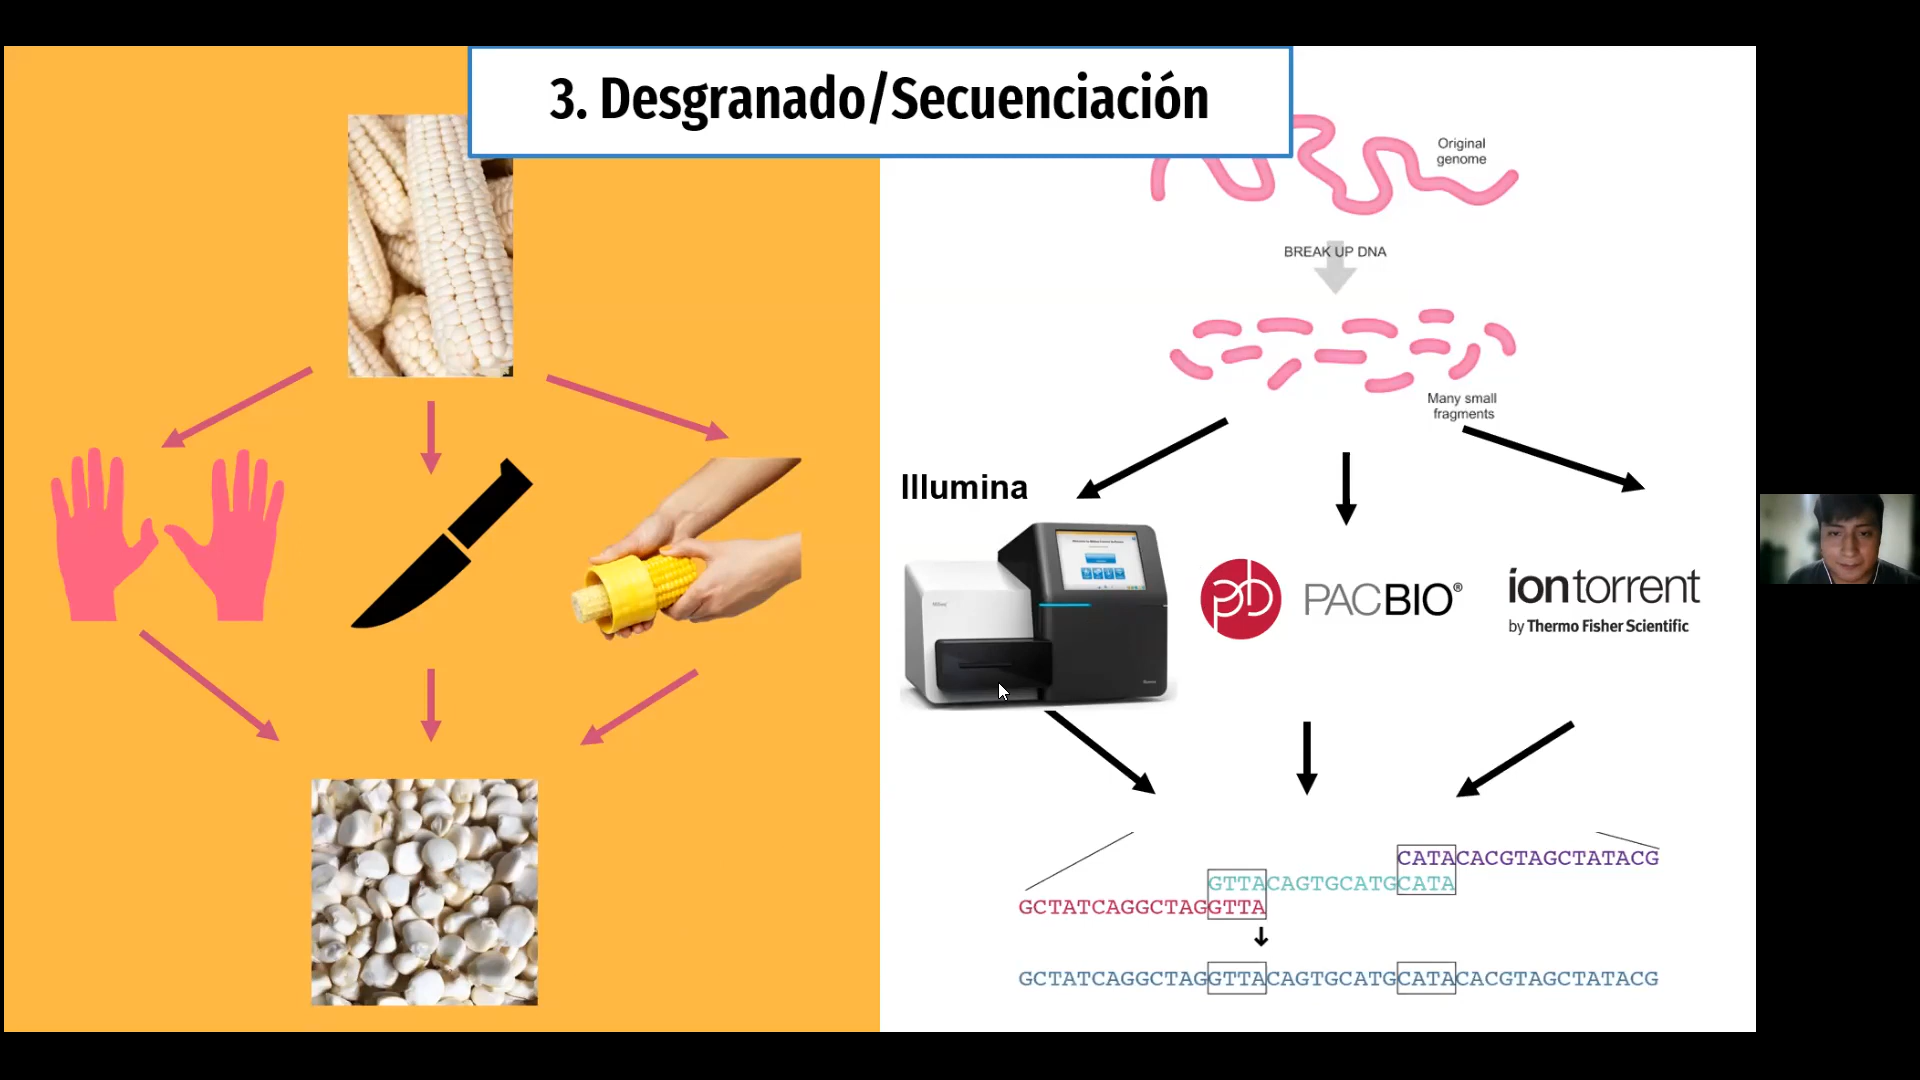 3. Desgranado/Secuenciación
Original
genome
BREAK UP DNA
Many small
fragments
Illumina
pb PACBIO®
iontorrent
by Thermo Fisher Scientific
CATACACGTAGCTATACG
GTTACAGTGCATGCATA
GCTATCAGGCTAGGTTA
GCTATCAGGCTAGGTTACAGTGCATGCATACACGTAGCTATACG